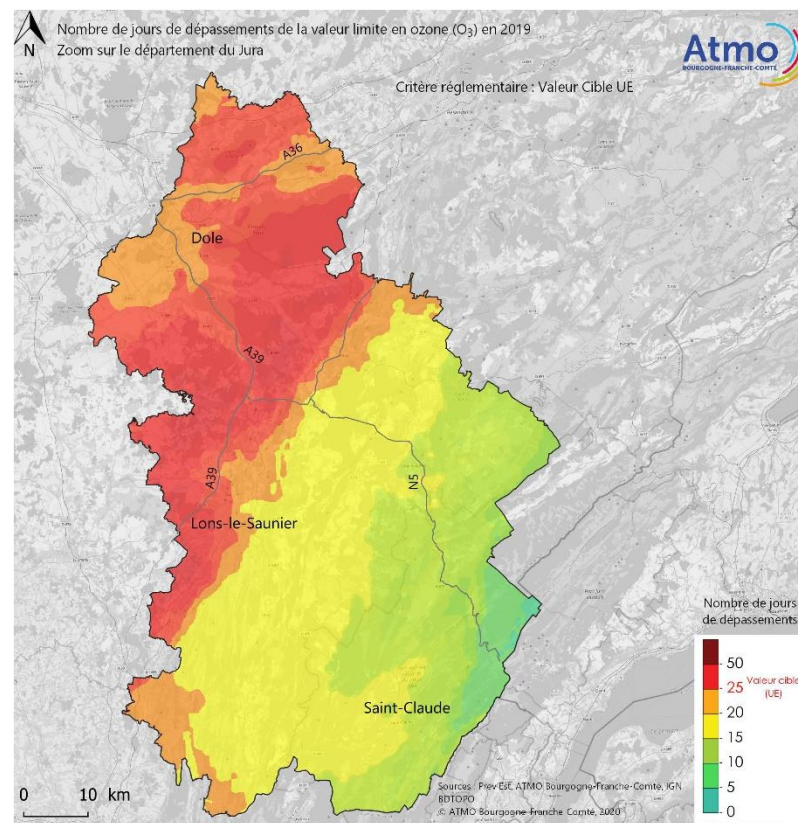 Nombre de jours de dépassements de la valeur limite en ozone (O₃) en 2019
Zoom sur le département du Jura
Atmo
BOURGOGNE-FRANCHE-COMTÉ
Critère réglementaire : Valeur Cible UE
A36
Dole
A39
A39
N5
Lons-le-Saunier
Saint-Claude
Nombre de jours
de dépassements
50
25 Valeur cible
(UE)
20
15
10
5
0
0 10 km
Sources : Prev'Est, ATMO Bourgogne-Franche-Comté, IGN
BDTOPO
© ATMO Bourgogne-Franche-Comté, 2020